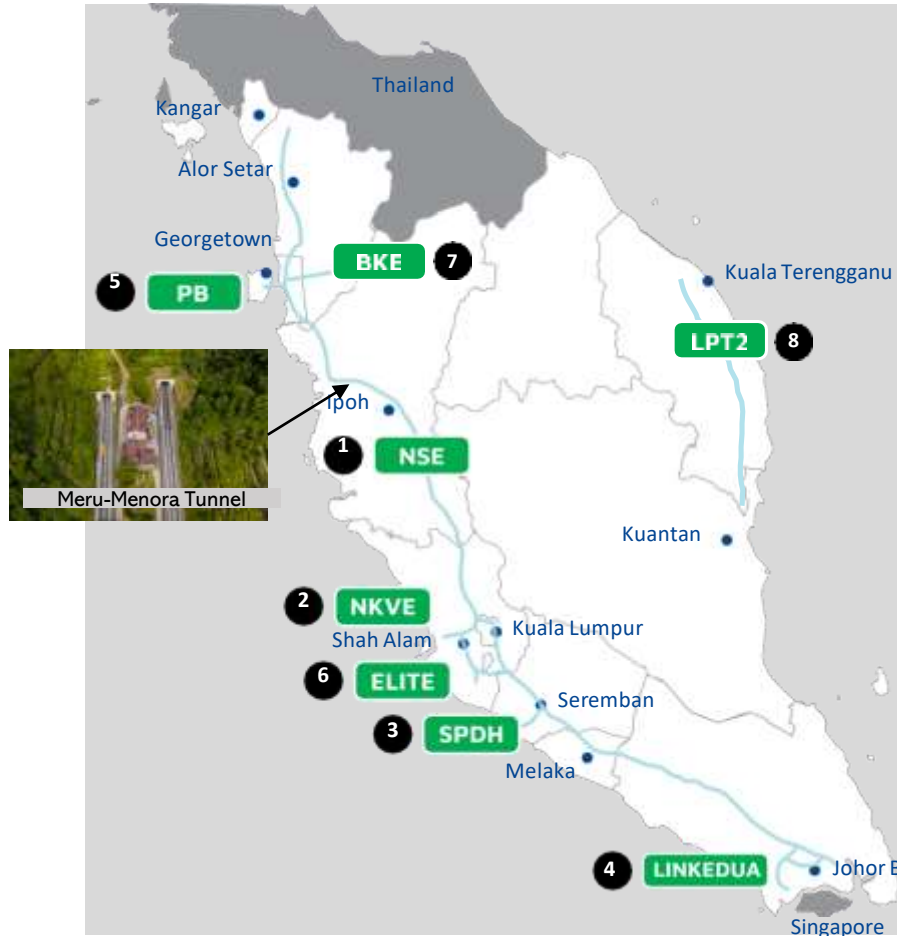 Thailand
Kangar
Alor Setar
Georgetown
BKE 7
5 PB
Kuala Terengganu
LPT2 8
Ipoh
1 NSE
Meru-Menora Tunnel
Kuantan
2 NKVE
Kuala Lumpur
Shah Alam
6 ELITE
Seremban
3 SPDH
Melaka
4 LINKEDUA
Johor B
Singapore